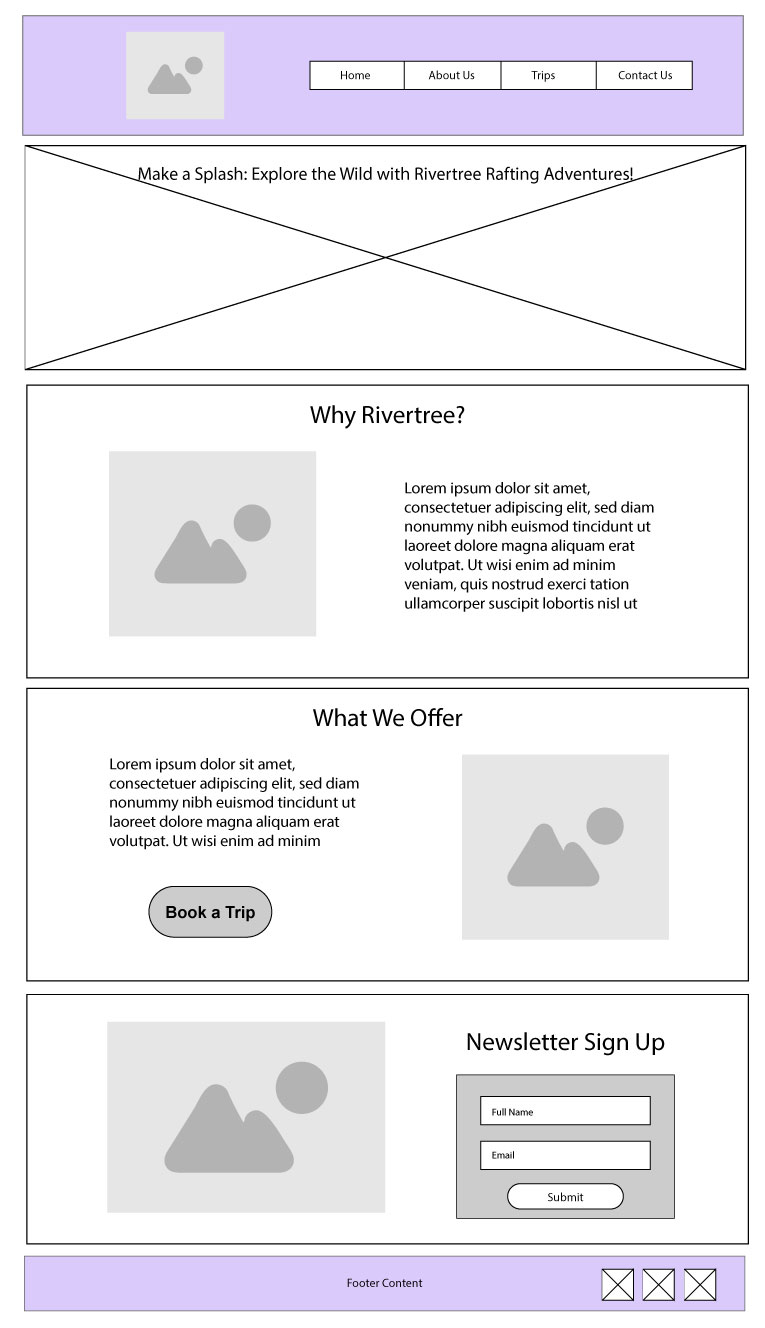 Home About Us Trips Contact Us
Make a Splash: Explore the Wild with Rivertree Rafting Adventures!
Why Rivertree?
Lorem ipsum dolor sit amet,
consectetuer adipiscing elit, sed diam
nonummy nibh euismod tincidunt ut
laoreet dolore magna aliquam erat
volutpat. Ut wisi enim ad minim
veniam, quis nostrud exerci tation
ullamcorper suscipit lobortis nisl ut
What We Offer
Lorem ipsum dolor sit amet,
consectetuer adipiscing elit, sed diam
nonummy nibh euismod tincidunt ut
laoreet dolore magna aliquam erat
volutpat. Ut wisi enim ad minim
Book a Trip
Newsletter Sign Up
Full Name
Email
Submit
Footer Content